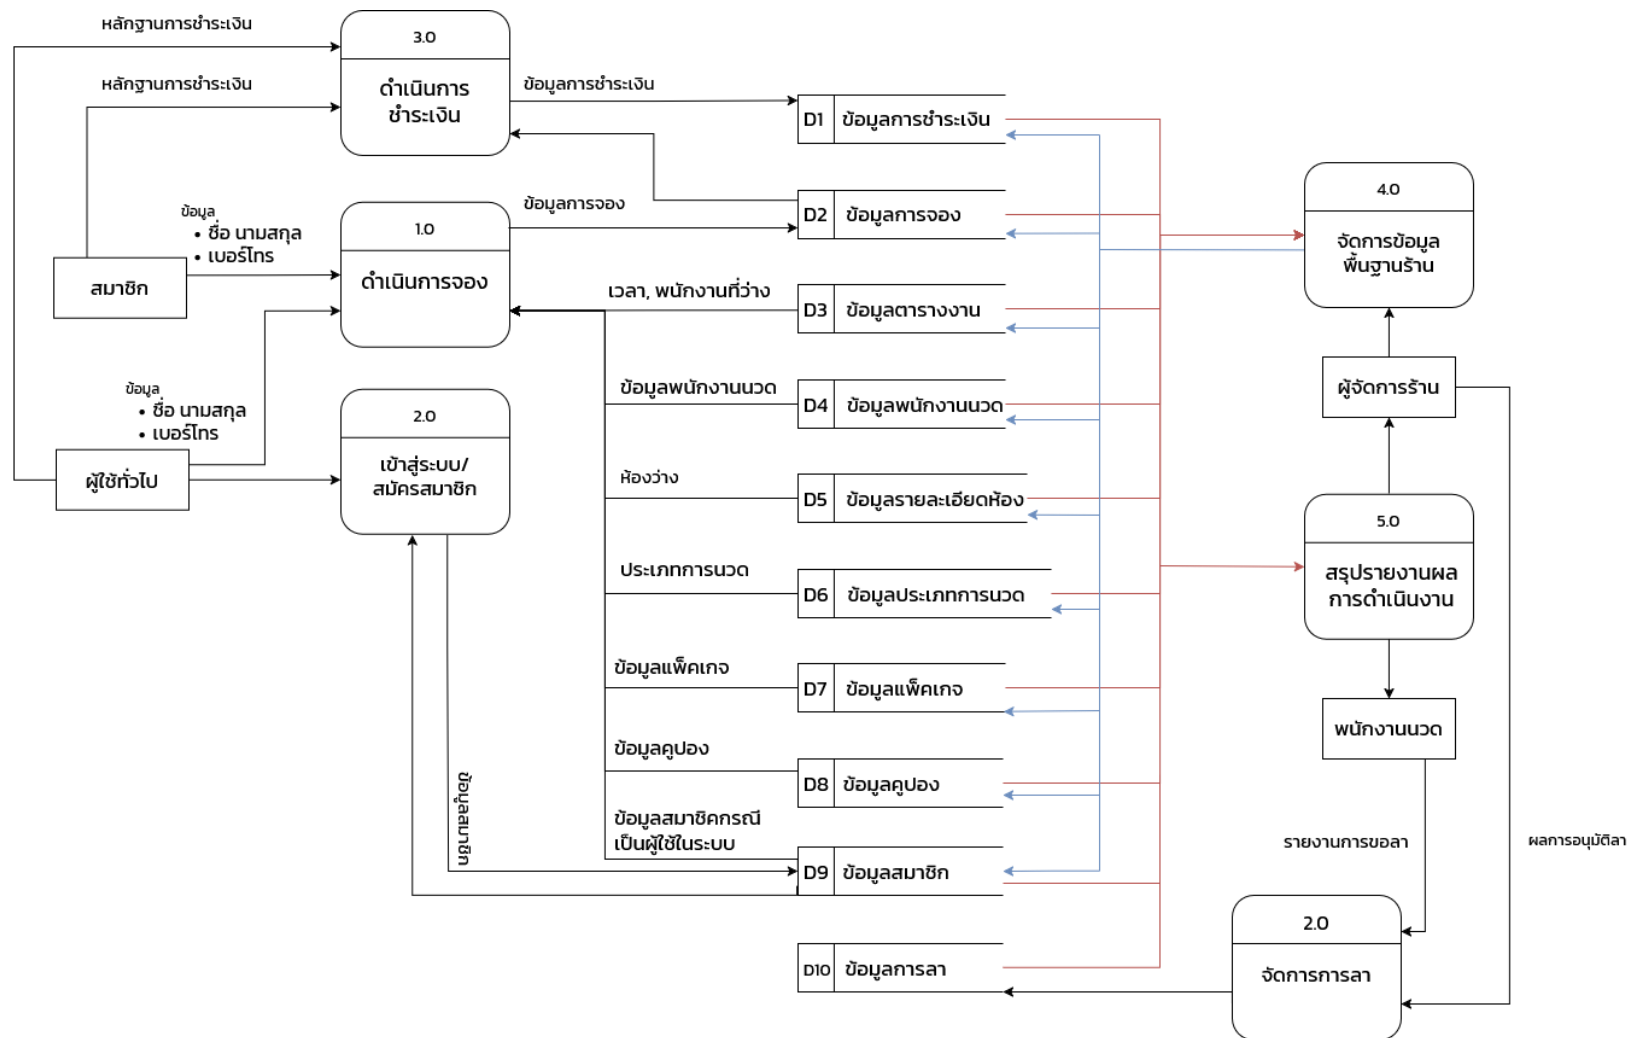 หลักฐานการชำระเงิน
3.0
ดำเนินการ
ชำระเงิน
หลักฐานการชำระเงิน
ข้อมูลการชำระเงิน
D1 ข้อมูลการชำระเงิน
4.0
จัดการข้อมูล
พื้นฐานร้าน
D2 ข้อมูลการจอง
ข้อมูลการจอง
ข้อมูล
• ชื่อ นามสกุล
• เบอร์โทร
1.0
ดำเนินการจอง
สมาชิก
เวลา, พนักงานที่ว่าง
D3 ข้อมูลตารางงาน
ผู้จัดการร้าน
ข้อมูล
• ชื่อ นามสกุล
• เบอร์โทร
2.0
เข้าสู่ระบบ/
สมัครสมาชิก
ผู้ใช้ทั่วไป
ข้อมูลพนักงานนวด
D4 ข้อมูลพนักงานนวด
ห้องว่าง
D5 ข้อมูลรายละเอียดห้อง
5.0
สรุปรายงานผล
การดำเนินงาน
ประเภทการนวด
D6 ข้อมูลประเภทการนวด
ข้อมูลแพ็คเกจ
D7 ข้อมูลแพ็คเกจ
พนักงานนวด
ข้อมูลคูปอง
D8 ข้อมูลคูปอง
ข้อมูลสมาชิก
ข้อมูลสมาชิคกรณี
เป็นผู้ใช้ในระบบ
D9 ข้อมูลสมาชิก
รายงานการขอลา
ผลการอนุมัติลา
2.0
จัดการการลา
D10 ข้อมูลการลา